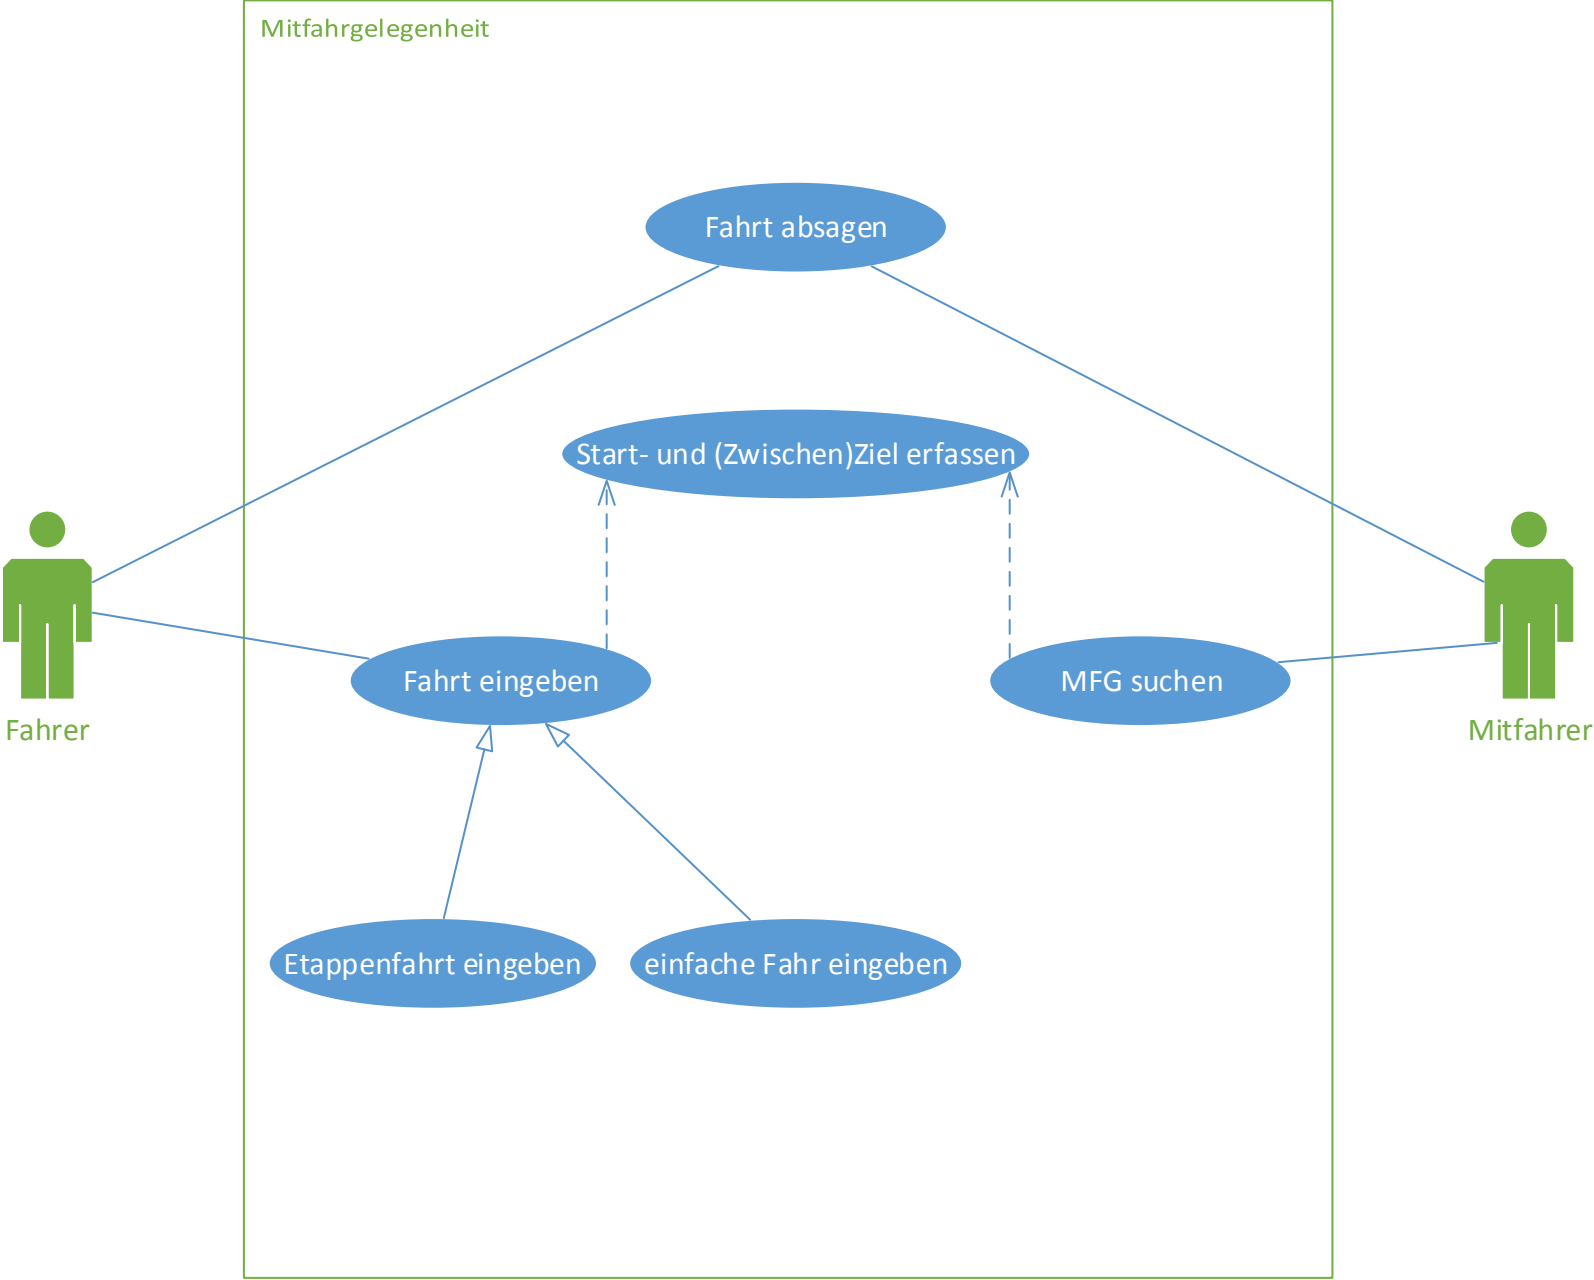 Mitfahrgelegenheit
Fahrt absagen
Start- und (Zwischen)Ziel erfassen
Fahrt eingeben
MFG suchen
Fahrer
Mitfahrer
Etappenfahrt eingeben
einfache Fahr eingeben